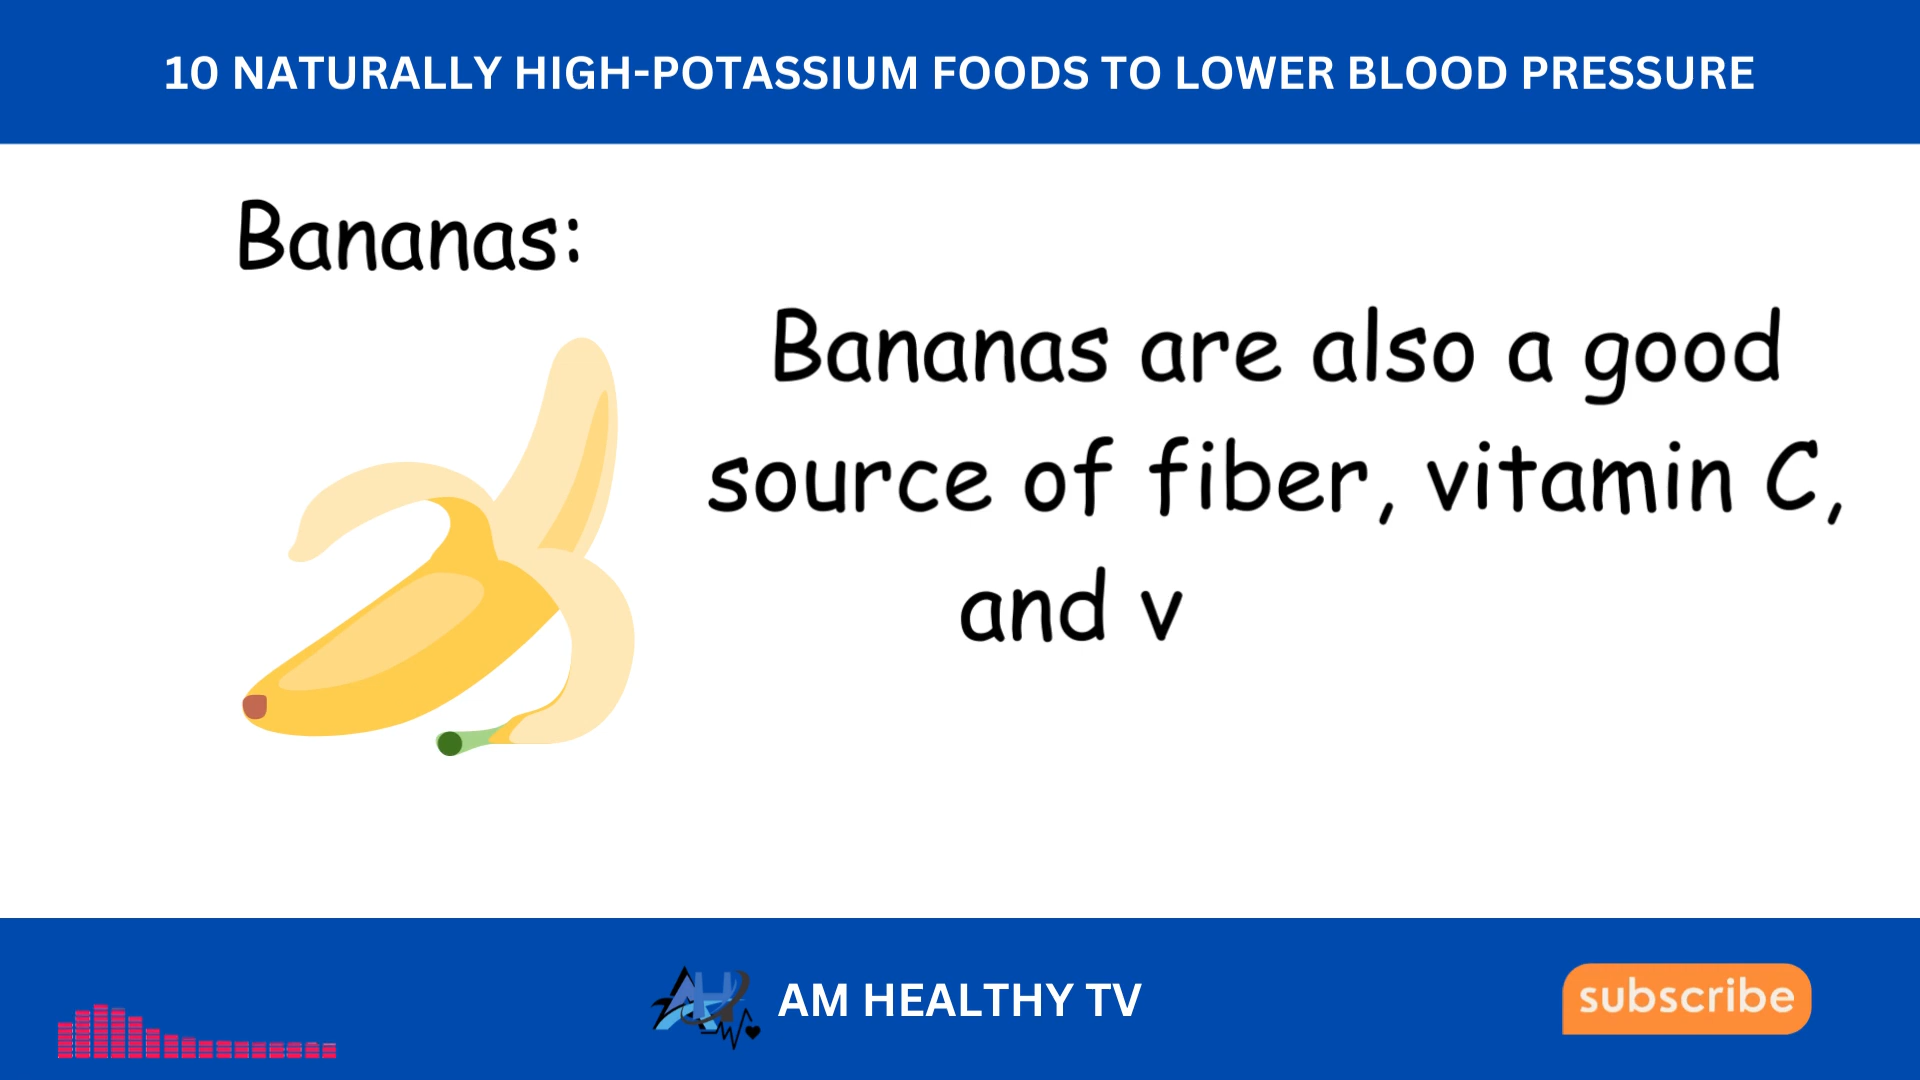 10 NATURALLY HIGH-POTASSIUM FOODS TO LOWER BLOOD PRESSURE
Bananas:
Bananas are also a good
source of fiber, vitamin C,
and v
AH
AM HEALTHY TV
subscribe